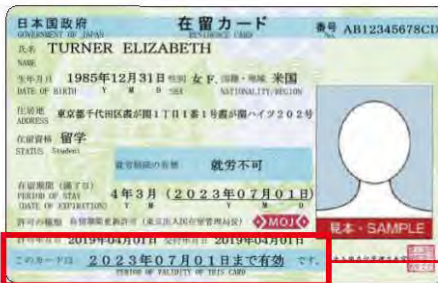 日本国政府 在留カード 番号 AB12345678CD
GOVERNMENT OF JAPAN RESIDENCE CARD NO.
氏名 TURNER ELIZABETH
NAME
生年月日 1985年12月31日 性別 女 F. 国籍・地域 米国
DATE OF BIRTH Y M D SEX NATIONALITY/REGION
住居地 東京都千代田区霞が関1丁目1番1号霞が関ハイツ202号
ADDRESS
在留資格 留学
STATUS Student
就労制限の有無 就労不可
在留期間(満了日) 4年3月(2023年07月01日)
PERIOD OF STAY
(DATE OF EXPIRATION) Y M Y M D
許可の種類 在留期間更新許可(東京出入国在留管理局長) MOJ
見本・SAMPLE
許可年月日 2019年04月01日 交付年月日 2019年04月01日
このカードは 2023年07月01日まで有効 です。
PERIOD OF VALIDITY OF THIS CARD